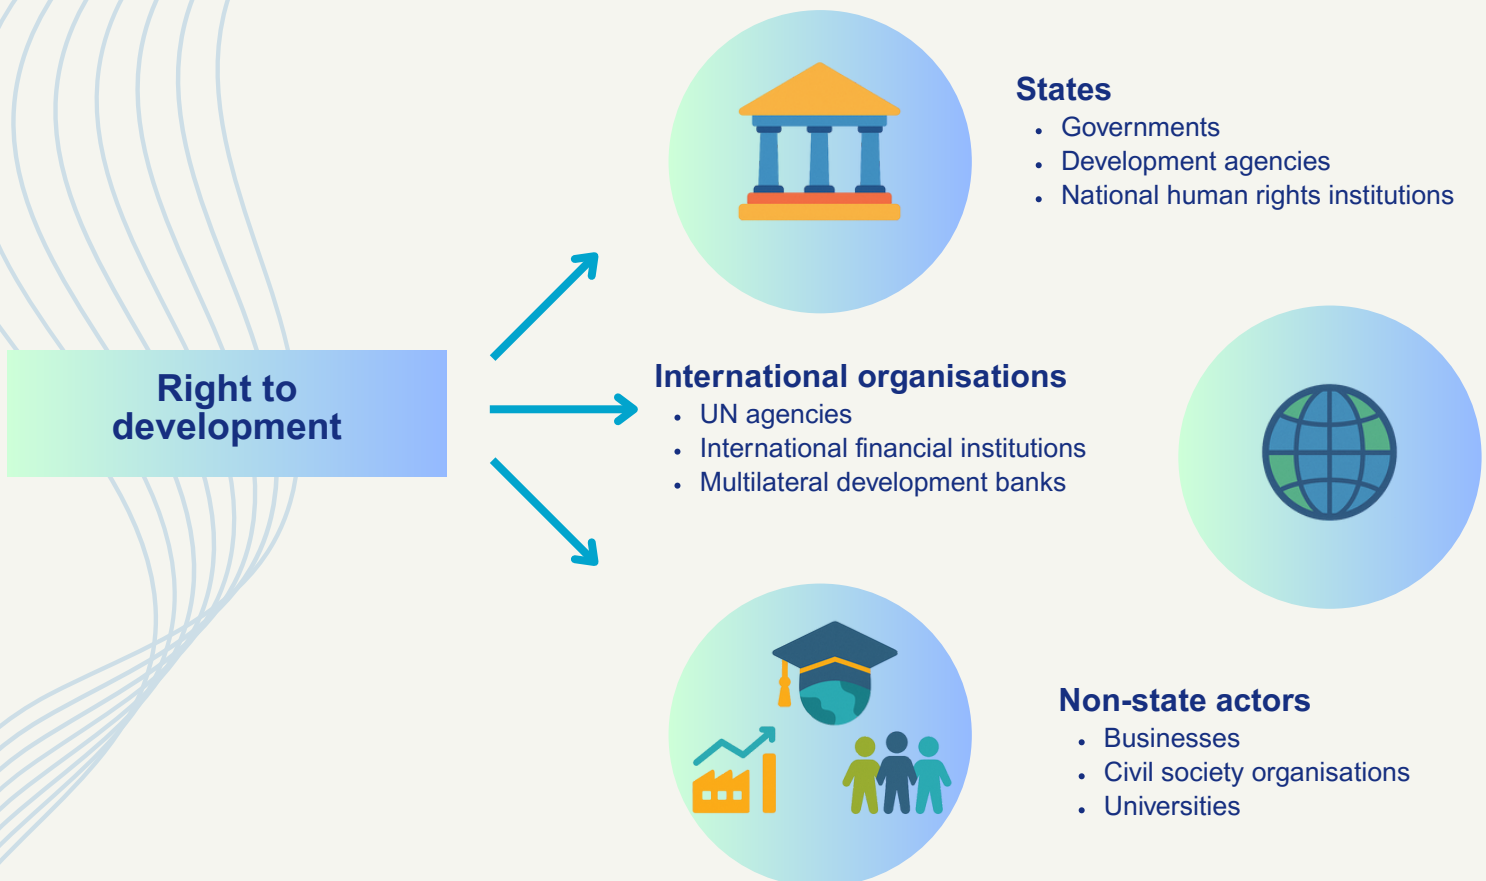 Right to
development
States
• Governments
• Development agencies
• National human rights institutions
International organisations
• UN agencies
• International financial institutions
• Multilateral development banks
Non-state actors
• Businesses
• Civil society organisations
• Universities